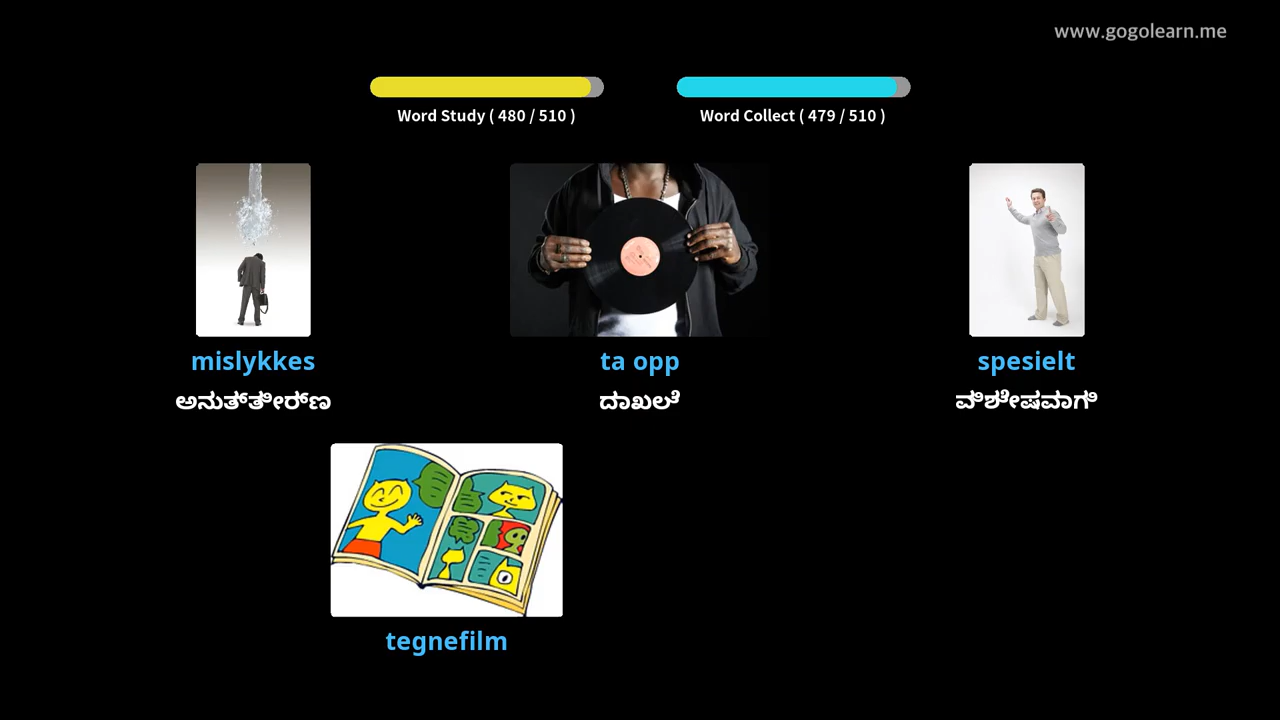 www.gogolearn.me
Word Study ( 480 / 510 )
Word Collect ( 479 / 510 )
mislykkes
ta opp
spesielt
ಅನುತ್ತೀರ್ಣ
ದಾಖಲೆ
ವಿಶೇಷವಾಗಿ
tegnefilm